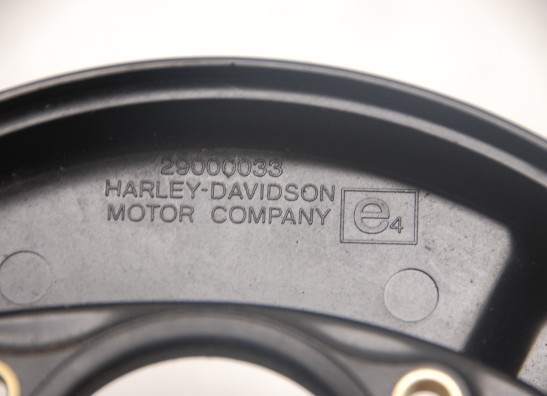 29000033
HARLEY-DAVIDSON
MOTOR COMPANY
e4